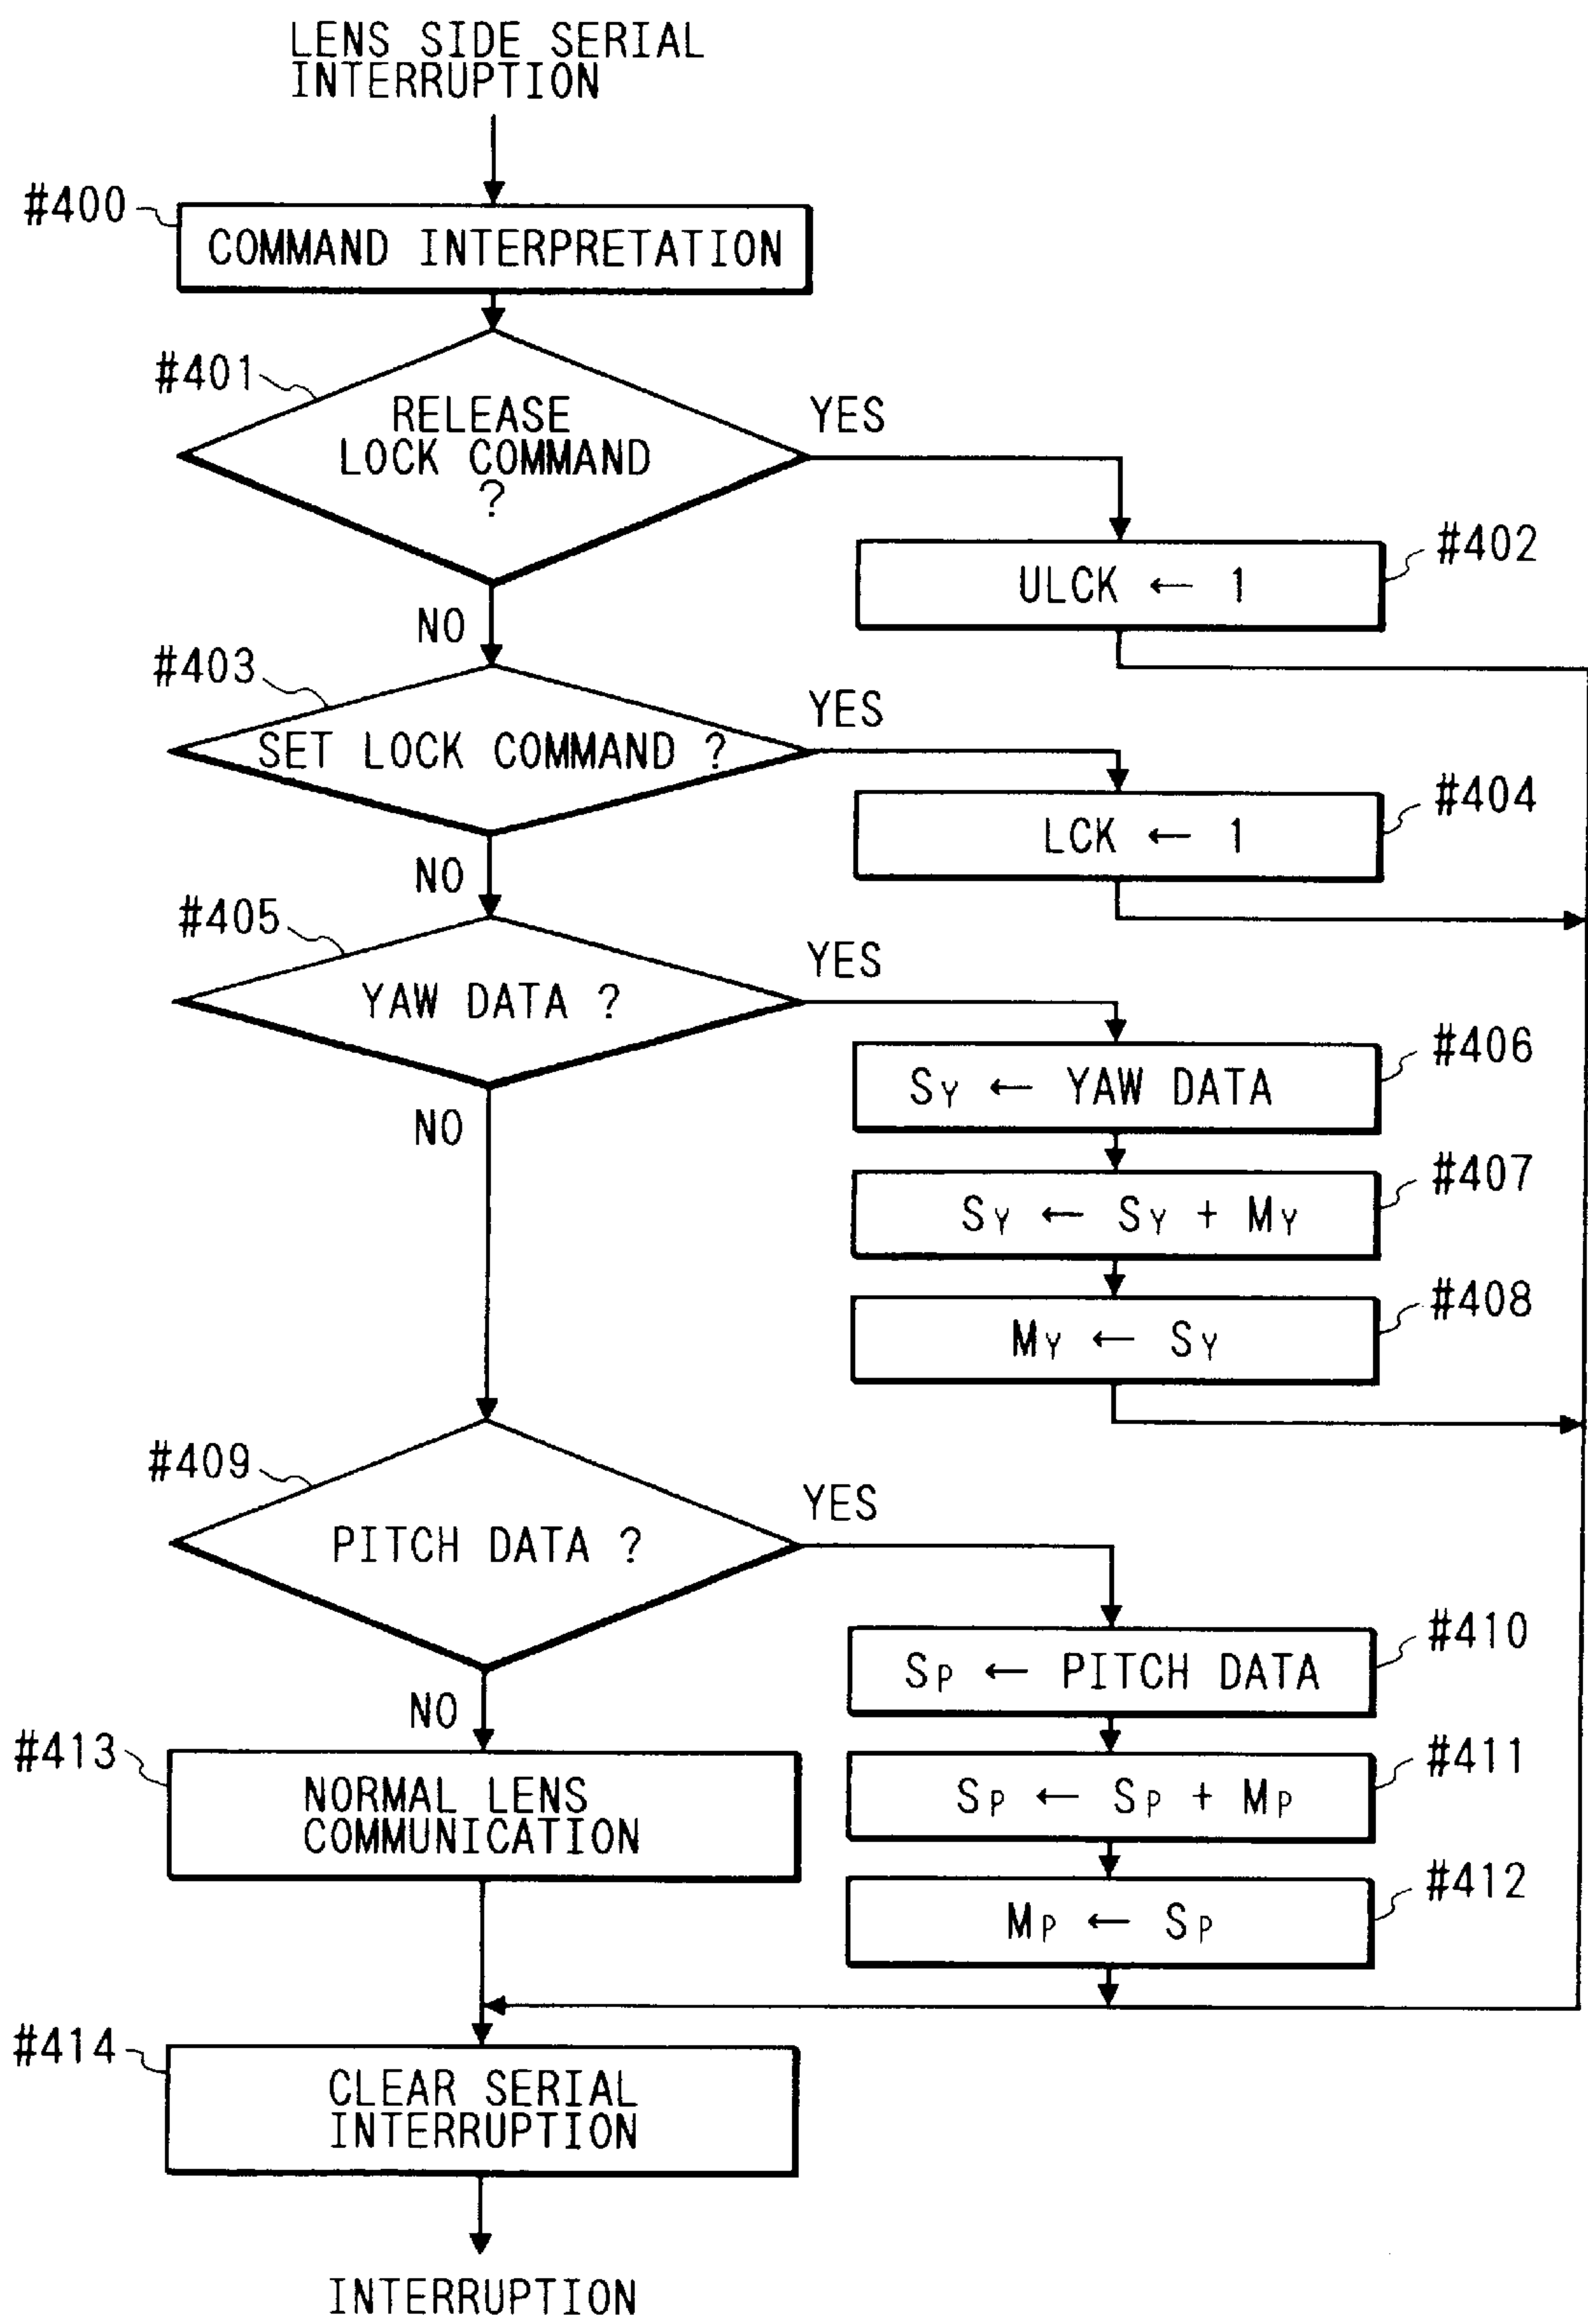 LENS SIDE SERIAL
INTERRUPTION
#400
COMMAND INTERPRETATION
#401
RELEASE
LOCK COMMAND
?
YES
#402
ULCK ← 1
NO
#403
SET LOCK COMMAND ?
YES
#404
LCK ← 1
NO
#405
YAW DATA ?
YES
#406
SY ← YAW DATA
NO
#407
SY ← SY + MY
#408
MY ← SY
#409
PITCH DATA ?
YES
#410
SP ← PITCH DATA
NO
#411
SP ← SP + MP
#413
NORMAL LENS
COMMUNICATION
#412
MP ← SP
#414
CLEAR SERIAL
INTERRUPTION
INTERRUPTION